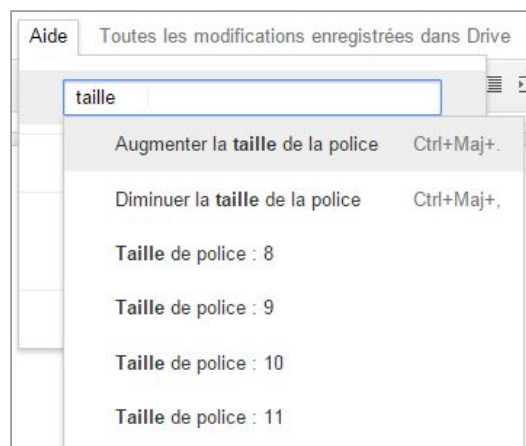 Aide Toutes les modifications enregistrées dans Drive
taille
Augmenter la taille de la police Ctrl+Maj+.
Diminuer la taille de la police Ctrl+Maj+,
Taille de police : 8
Taille de police : 9
Taille de police : 10
Taille de police : 11